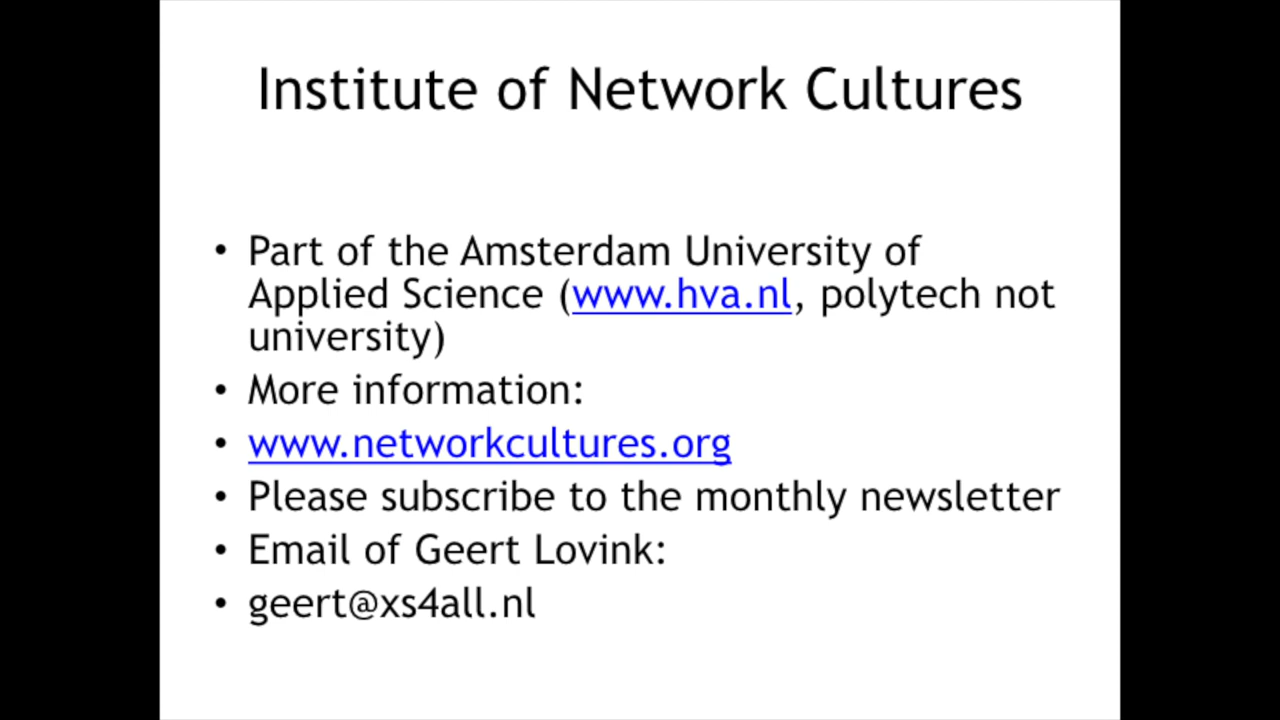 Institute of Network Cultures
• Part of the Amsterdam University of
Applied Science (www.hva.nl, polytech not
university)
• More information:
• www.networkcultures.org
• Please subscribe to the monthly newsletter
• Email of Geert Lovink:
• geert@xs4all.nl